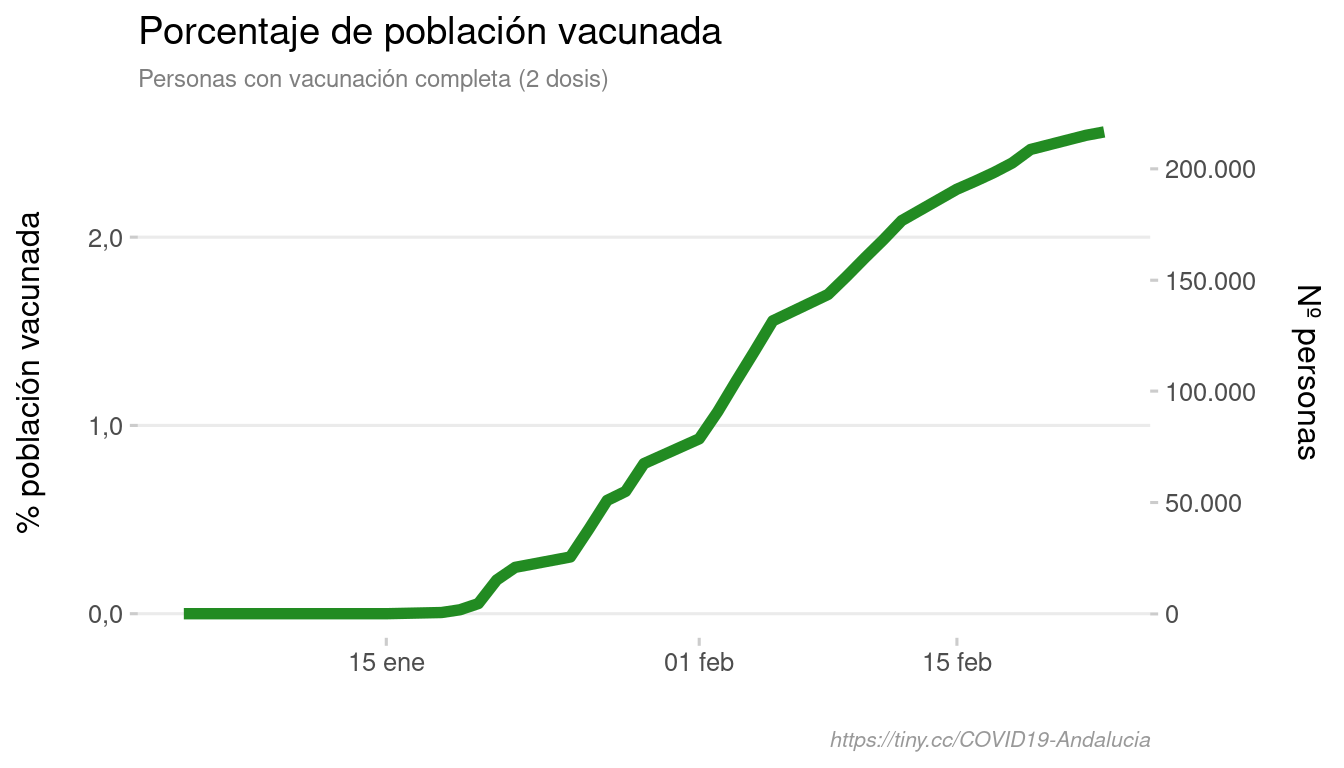 Porcentaje de población vacunada
Personas con vacunación completa (2 dosis)
% población vacunada
2,0
1,0
0,0
200.000
150.000
100.000
50.000
0
Nº personas
15 ene
01 feb
15 feb
https://tiny.cc/COVID19-Andalucia